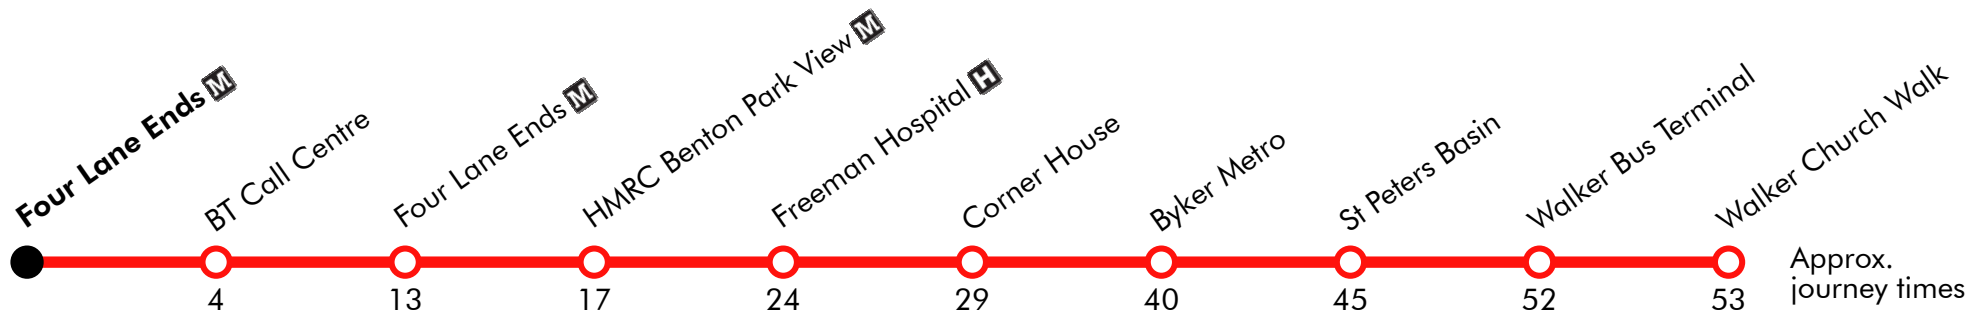 Four Lane Ends M
BT Call Centre
Four Lane Ends M
HMRC Benton Park View M
Freeman Hospital H
Corner House
Byker Metro
St Peters Basin
Walker Bus Terminal
Walker Church Walk
4 13 17 24 29 40 45 52 53
Approx.
journey times